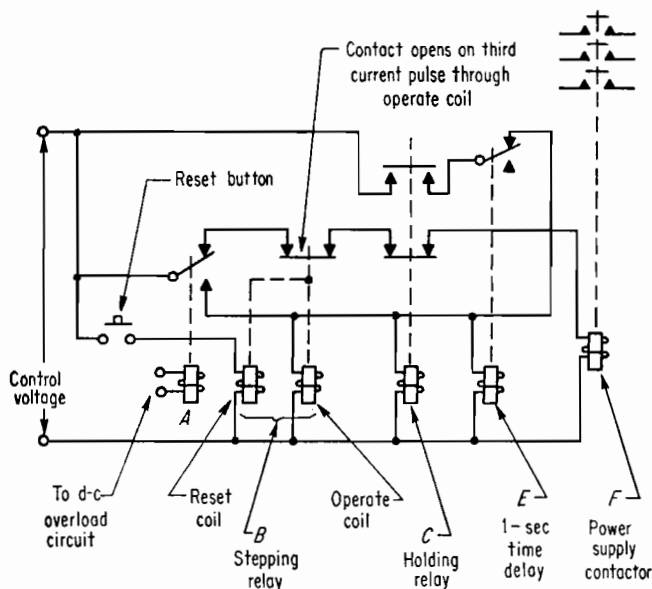 Contact opens on third
current pulse through
operate coil
Reset button
Control
voltage
A
To d-c
overload
circuit
Reset
coil
B
Stepping
relay
Operate
coil
C
Holding
relay
E
1-sec
time
delay
F
Power
supply
contactor